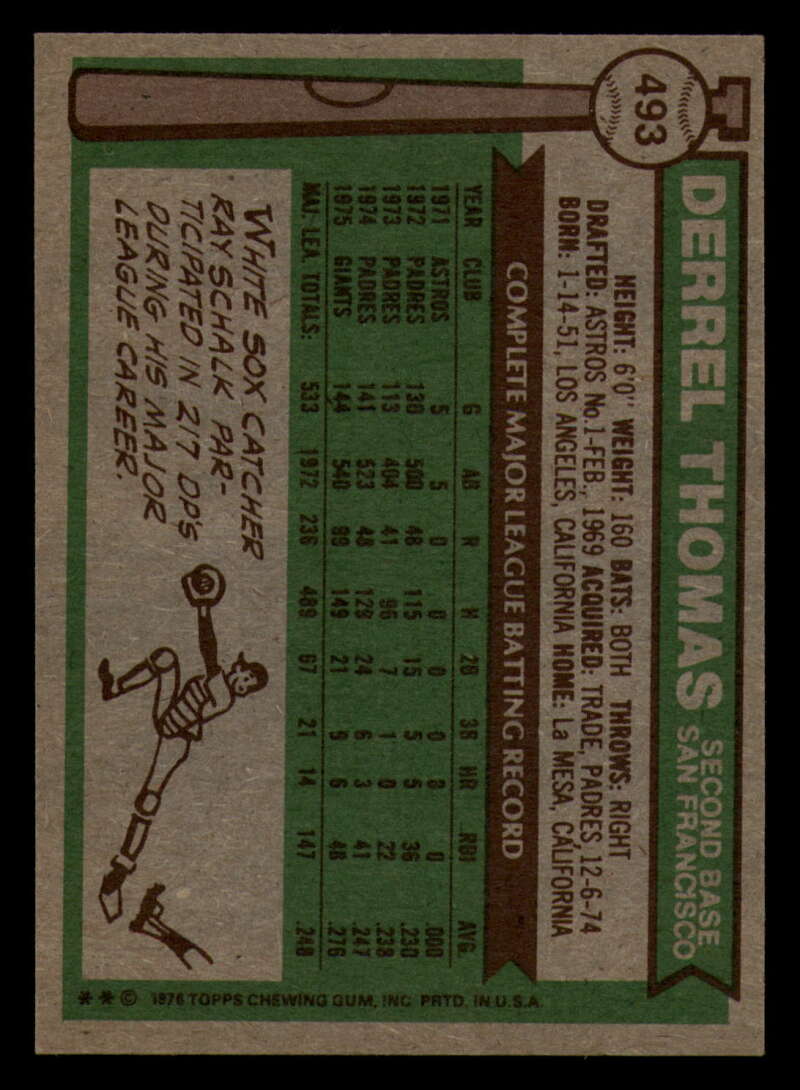 493
DERREL THOMAS
SECOND BASE
SAN FRANCISCO
HEIGHT: 6'0" WEIGHT: 160 BATS: BOTH THROWS: RIGHT
DRAFTED: ASTROS No.1-FEB., 1969 ACQUIRED: TRADE, PADRES 12-6-74
BORN: 1-14-51, LOS ANGELES, CALIFORNIA HOME: La MESA, CALIFORNIA
COMPLETE MAJOR LEAGUE BATTING RECORD
YEAR CLUB G AB R H 2B 3B HR RBI AVG
1971 ASTROS 5 5 0 0 0 0 0 0 .000
1972 PADRES 130 500 48 115 15 5 5 36 .230
1973 PADRES 113 404 41 96 7 1 0 22 .238
1974 PADRES 141 523 48 129 24 6 3 41 .247
1975 GIANTS 144 540 99 149 21 9 6 48 .276
MAJ. LEA. TOTALS: 533 1972 236 489 67 21 14 147 .248
WHITE SOX CATCHER
RAY SCHALK PAR-
TICIPATED IN 217 DP'S
DURING HIS MAJOR
LEAGUE CAREER.
* * © 1976 TOPPS CHEWING GUM, INC. PRTD. IN U.S.A.